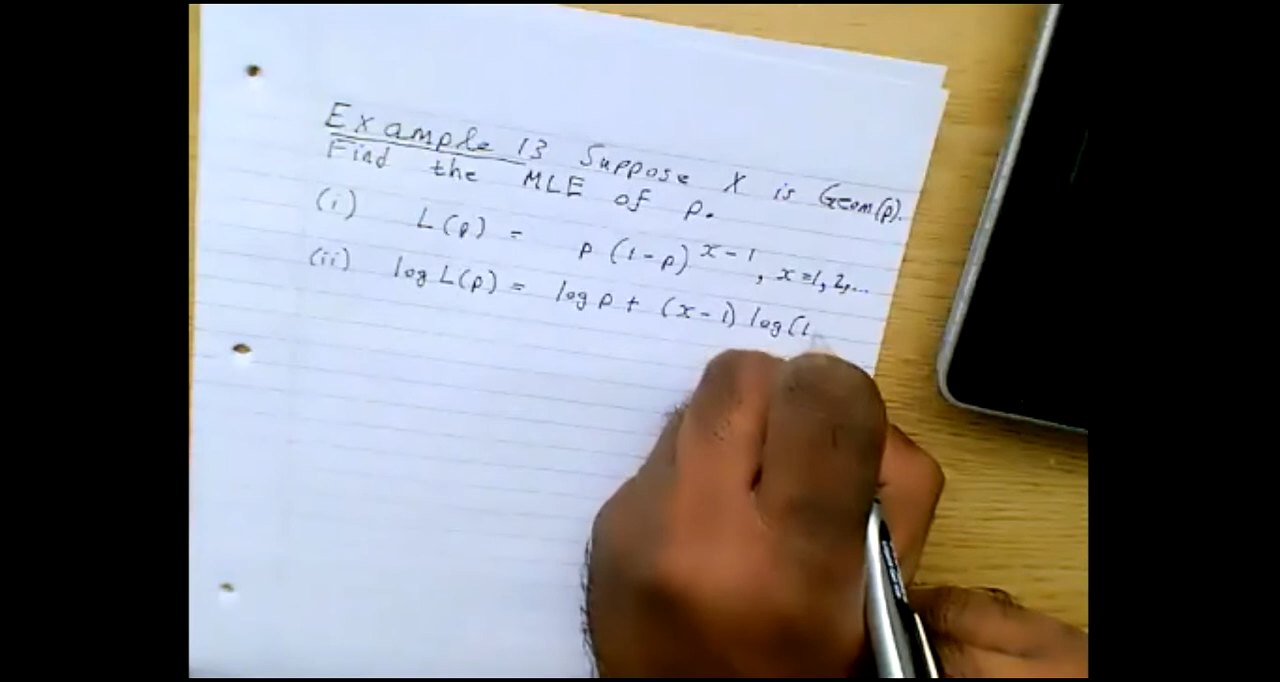 Example 13 Suppose X is Geom(p).
Find the MLE of p.
(i) L(p) = p (1-p)^{x-1}, x=1, 2, ...
(ii) log L(p) = log p + (x-1) log(1